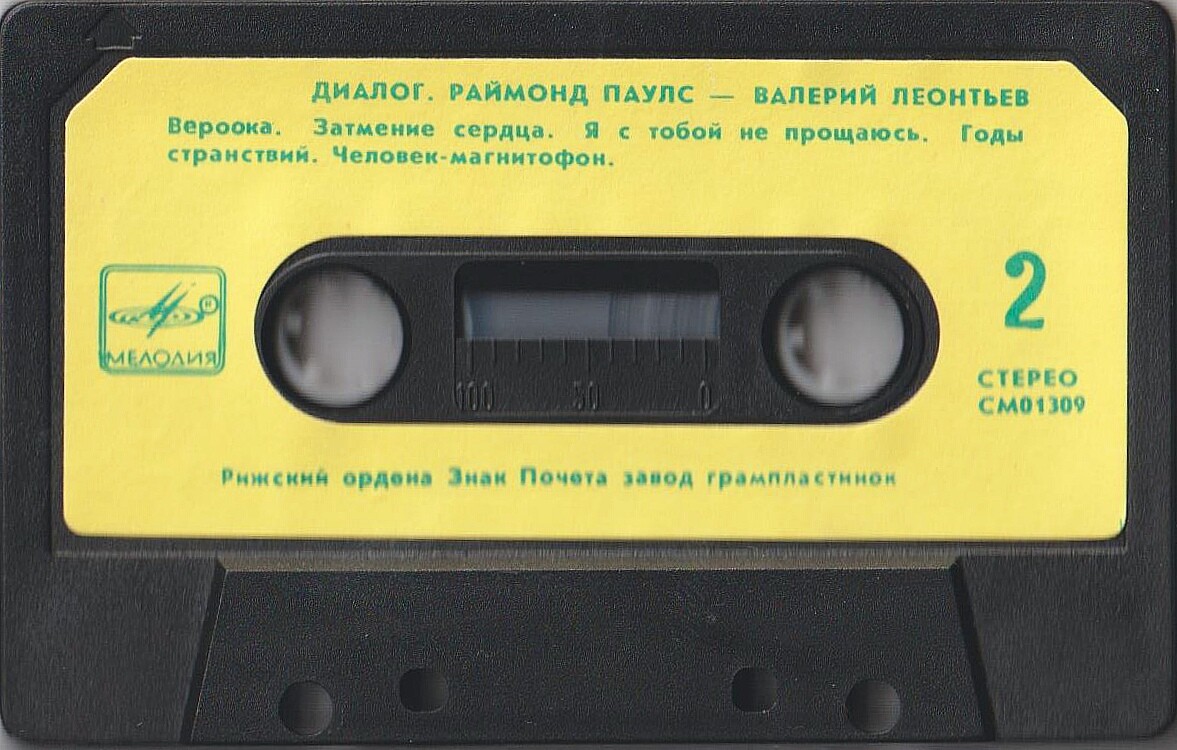 ДИАЛОГ. РАЙМОНД ПАУЛС — ВАЛЕРИЙ ЛЕОНТЬЕВ
Вероока. Затмение сердца. Я с тобой не прощаюсь. Годы
странствий. Человек-магнитофон.
МЕЛОДИЯ
2
СТЕРЕО
СМ01309
100 50 0
Рижский ордена Знак Почета завод грампластинок